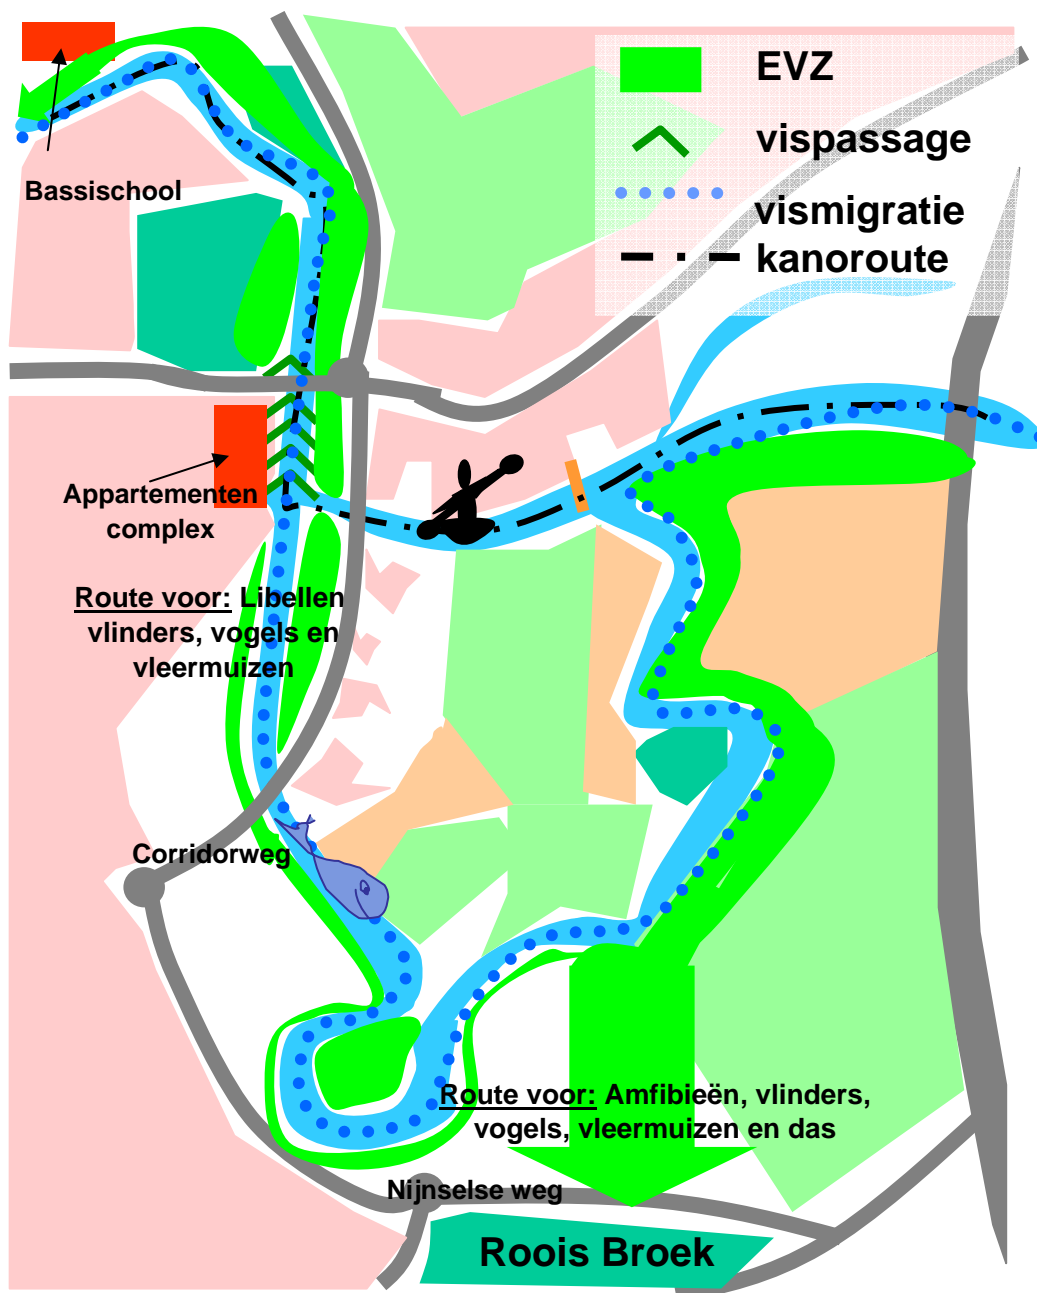 EVZ
vispassage
vismigratie
kanoroute
Bassischool
Appartementen
complex
Route voor: Libellen
vlinders, vogels en
vleermuizen
Corridorweg
Route voor: Amfibieën, vlinders,
vogels, vleermuizen en das
Nijnselse weg
Roois Broek